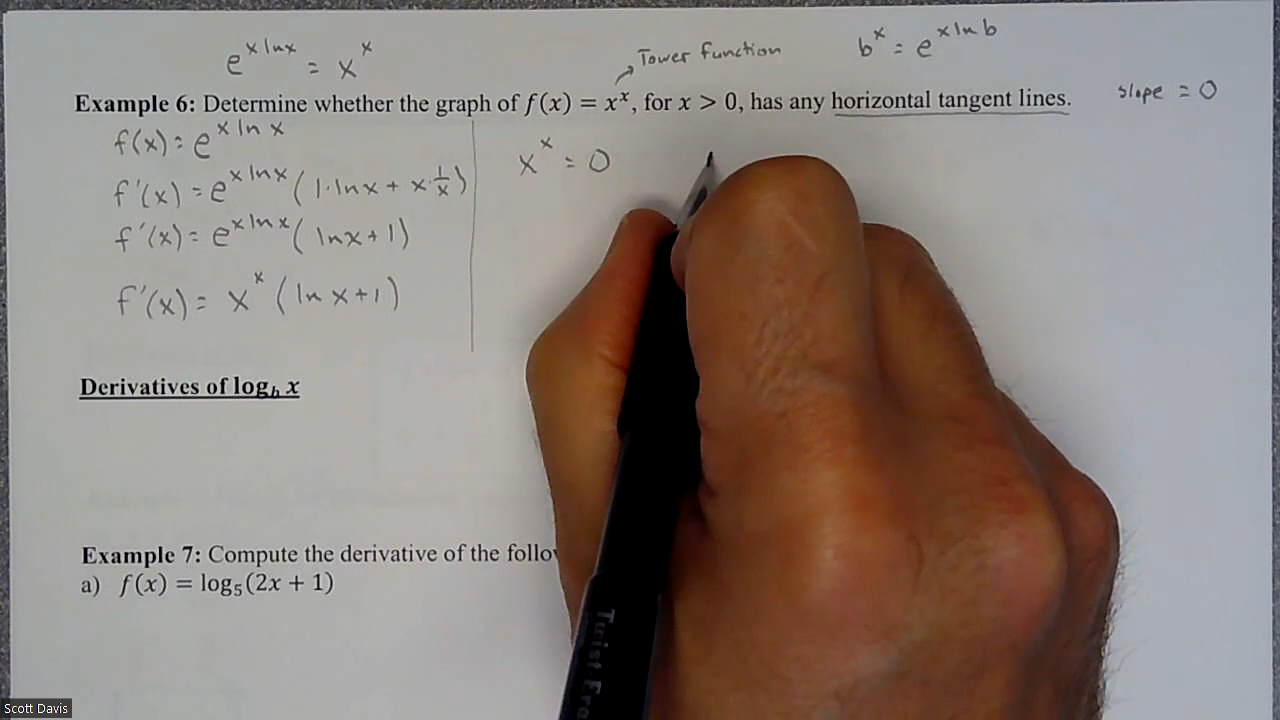 e^{x ln x} = x^x
Tower function
b^x = e^{x ln b}
Example 6: Determine whether the graph of f(x) = x^x, for x > 0, has any horizontal tangent lines.
slope = 0
f(x) = e^{x ln x}
f'(x) = e^{x ln x} (1·ln x + x·1/x)
f'(x) = e^{x ln x} (ln x + 1)
f'(x) = x^x (ln x + 1)
x^x = 0
Derivatives of log_b x
Example 7: Compute the derivative of the
a) f(x) = log_5(2x + 1)
Scott Davis